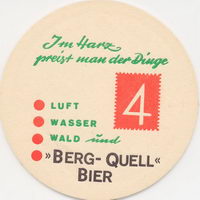 Im Harz
preist man der Dinge
4
LUFT
WASSER
WALD und
»BERG-QUELL«
BIER